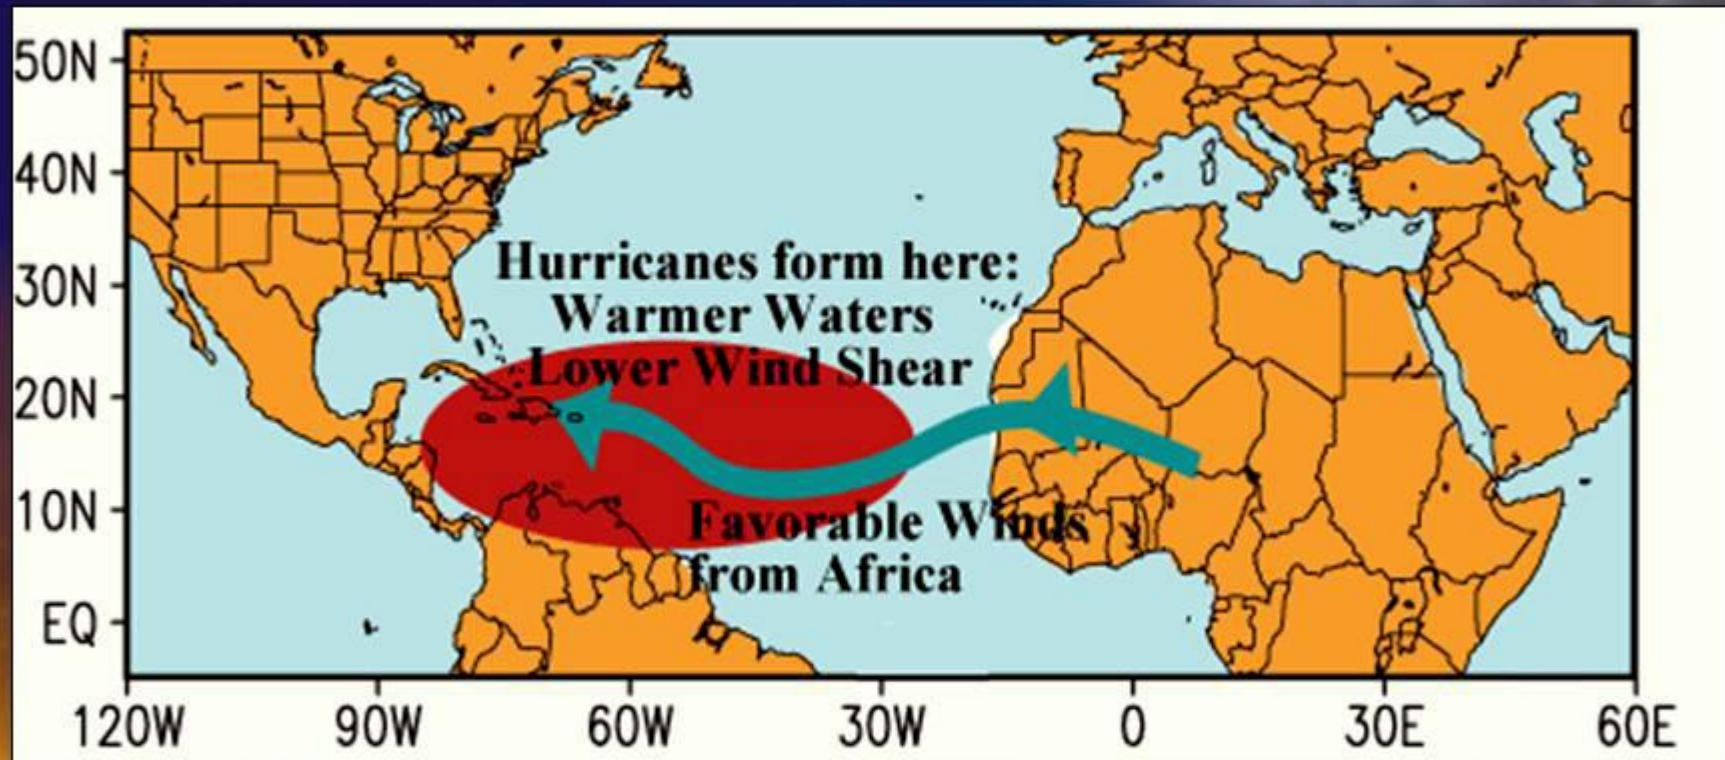 50N
40N
30N
20N
10N
EQ
Hurricanes form here:
Warmer Waters
Lower Wind Shear
Favorable Winds
from Africa
120W 90W 60W 30W 0 30E 60E